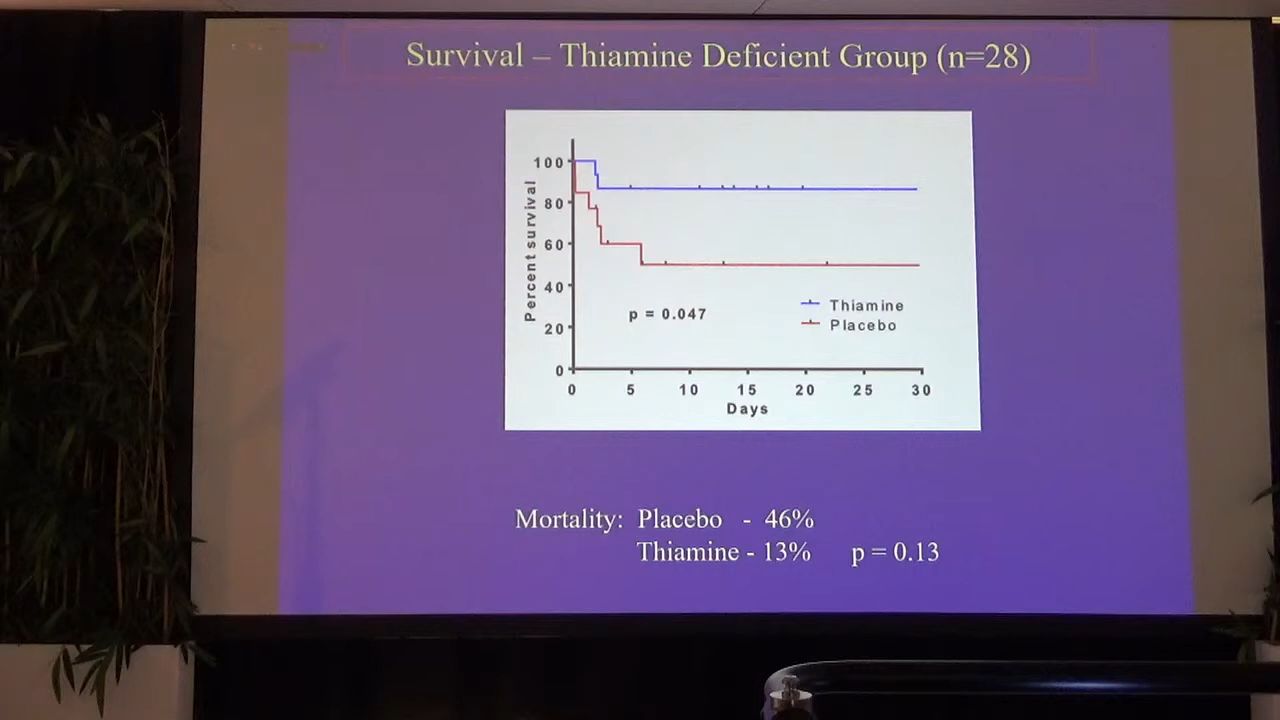 Survival – Thiamine Deficient Group (n=28)
Percent survival
100
80
60
40
20
0
p = 0.047
Thiamine
Placebo
0 5 10 15 20 25 30
Days
Mortality: Placebo - 46%
Thiamine - 13% p = 0.13